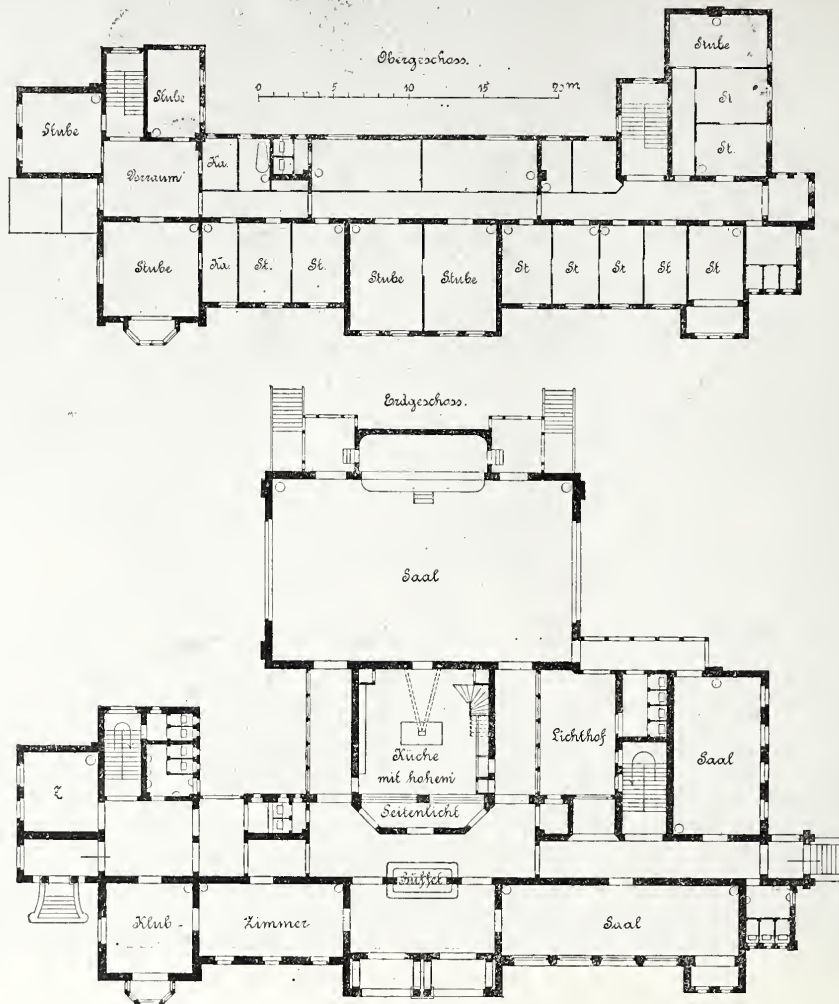 Obergeschoss.
0 5 10 15 20 m
Stube
Stube
Stube
St
St.
Ka.
Vorraum
Stube
Ka.
St.
St.
Stube
Stube
St
St
St
St
St
Erdgeschoss.
Saal
Küche
mit hohem
Seitenlicht
Lichthof
Saal
Z
Büffet
Klub-
Zimmer
Saal